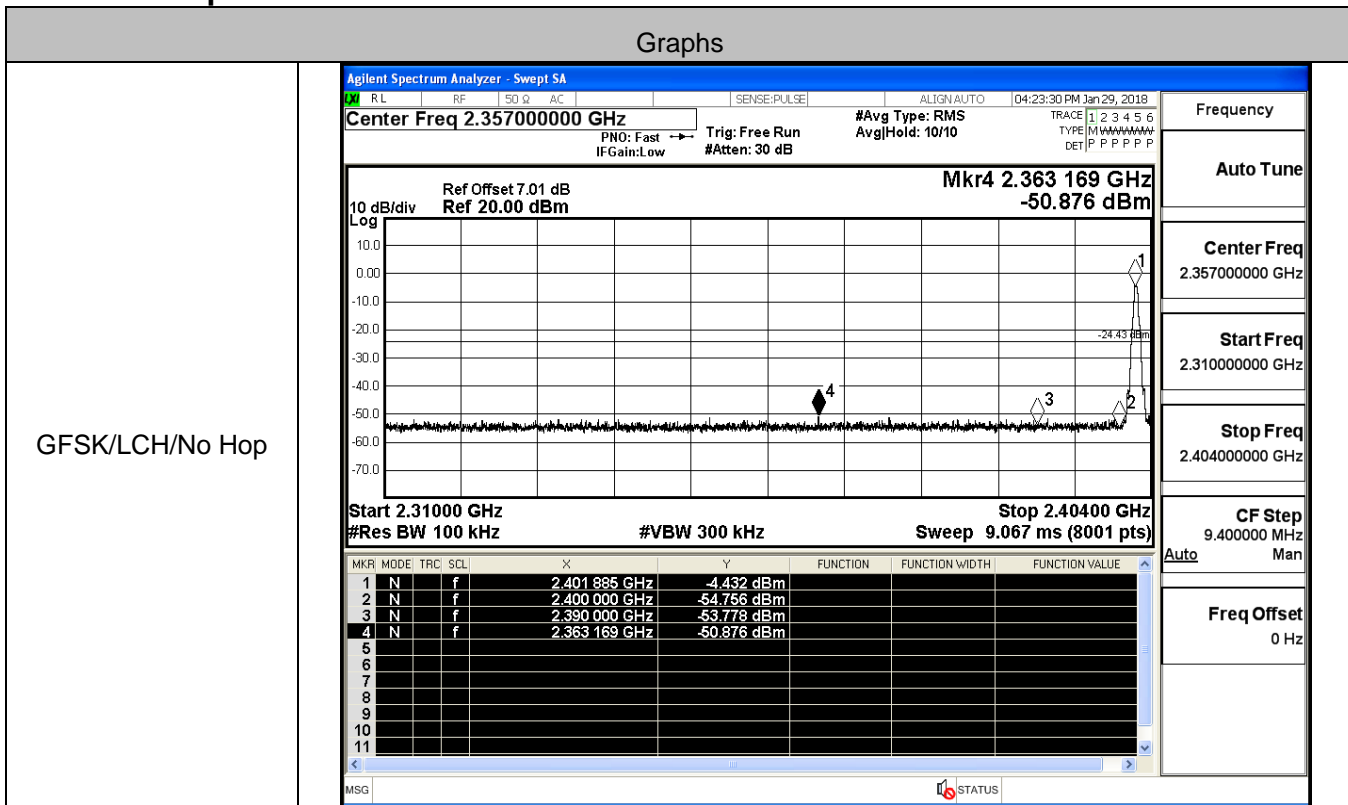 Graphs
GFSK/LCH/No Hop
Agilent Spectrum Analyzer - Swept SA
LXI RL RF 50 Ω AC SENSE:PULSE ALIGN AUTO 04:23:30 PM Jan 29, 2018
Center Freq 2.357000000 GHz
PNO: Fast
IFGain:Low
Trig: Free Run
#Atten: 30 dB
#Avg Type: RMS
Avg|Hold: 10/10
TRACE 1 2 3 4 5 6
TYPE M
DET P P P P P P
Mkr4 2.363 169 GHz
-50.876 dBm
Ref Offset 7.01 dB
10 dB/div Ref 20.00 dBm
Log
10.0
0.00
-10.0
-20.0
-30.0
-40.0
-50.0
-60.0
-70.0
1
-24.43 dBm
4
3
2
Start 2.31000 GHz Stop 2.40400 GHz
#Res BW 100 kHz #VBW 300 kHz Sweep 9.067 ms (8001 pts)
MKR MODE TRC SCL X Y FUNCTION FUNCTION WIDTH FUNCTION VALUE
1 N f 2.401 885 GHz -4.432 dBm
2 N f 2.400 000 GHz -54.756 dBm
3 N f 2.390 000 GHz -53.778 dBm
4 N f 2.363 169 GHz -50.876 dBm
5
6
7
8
9
10
11
MSG STATUS
Frequency
Auto Tune
Center Freq
2.357000000 GHz
Start Freq
2.310000000 GHz
Stop Freq
2.404000000 GHz
CF Step
9.400000 MHz
Auto Man
Freq Offset
0 Hz